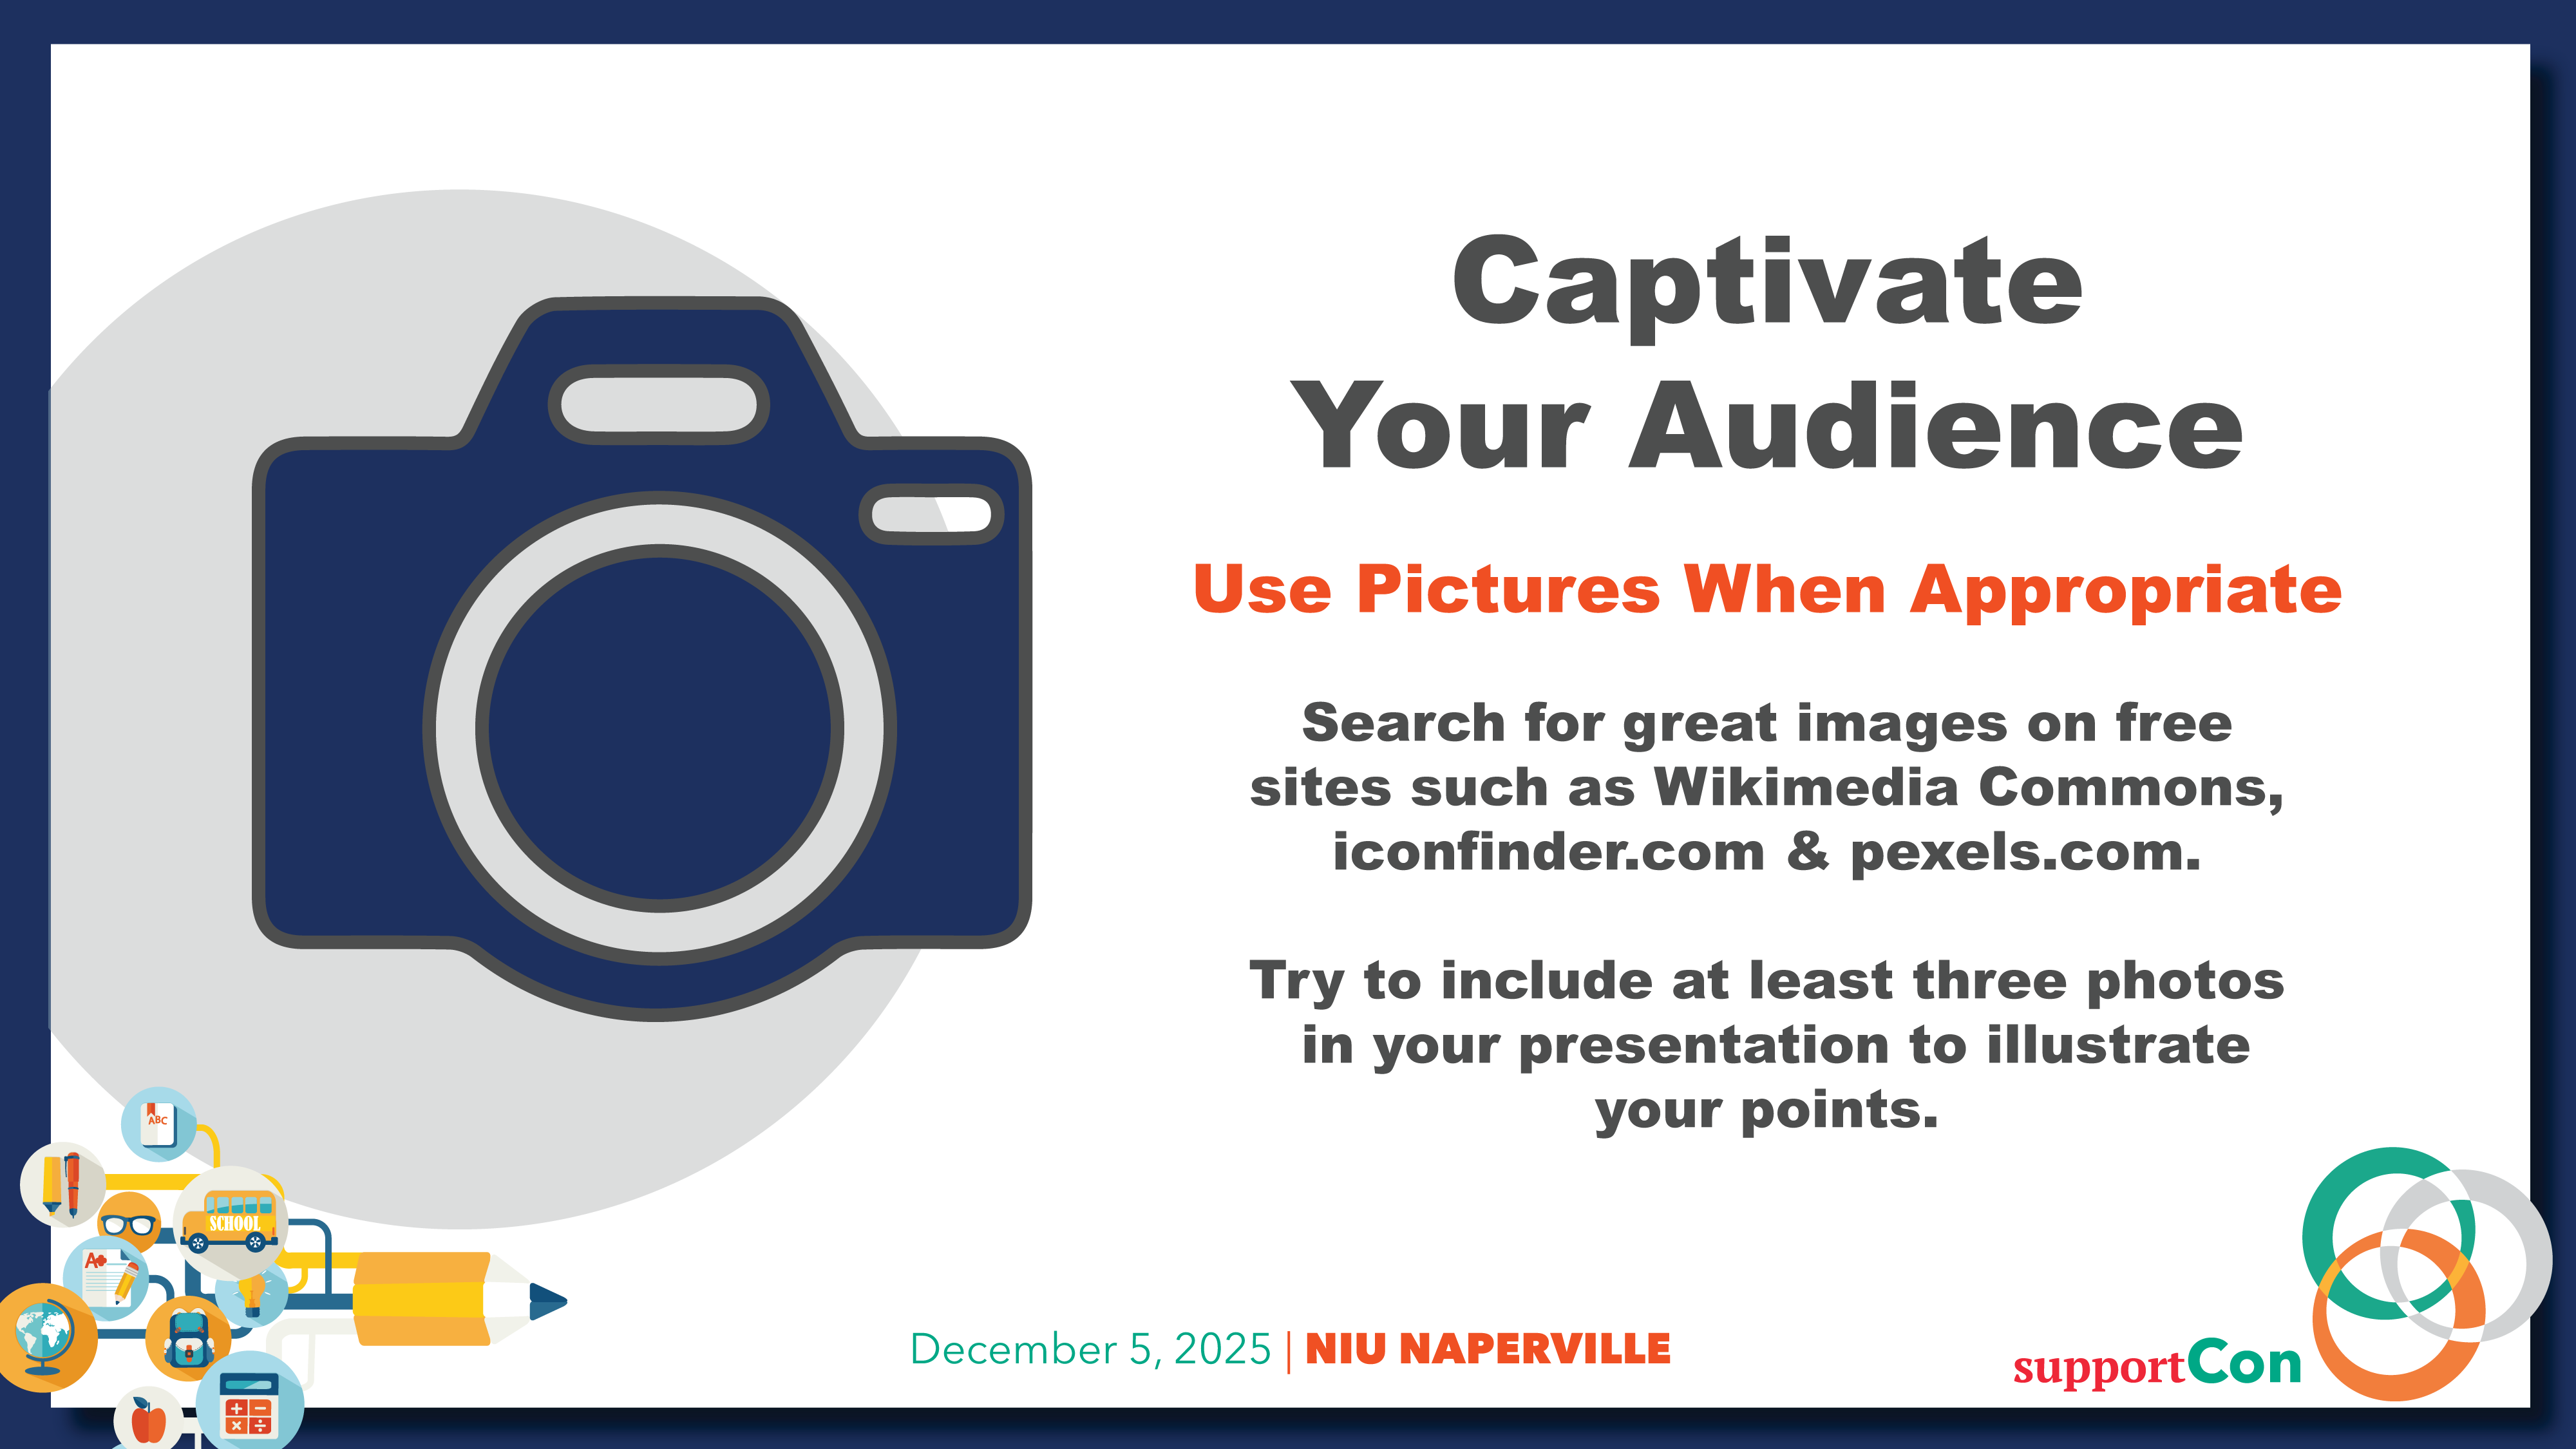 Captivate
Your Audience
Use Pictures When Appropriate
Search for great images on free
sites such as Wikimedia Commons,
iconfinder.com & pexels.com.
Try to include at least three photos
in your presentation to illustrate
your points.
ABC
SCHOOL
A+
December 5, 2025 | NIU NAPERVILLE
supportCon